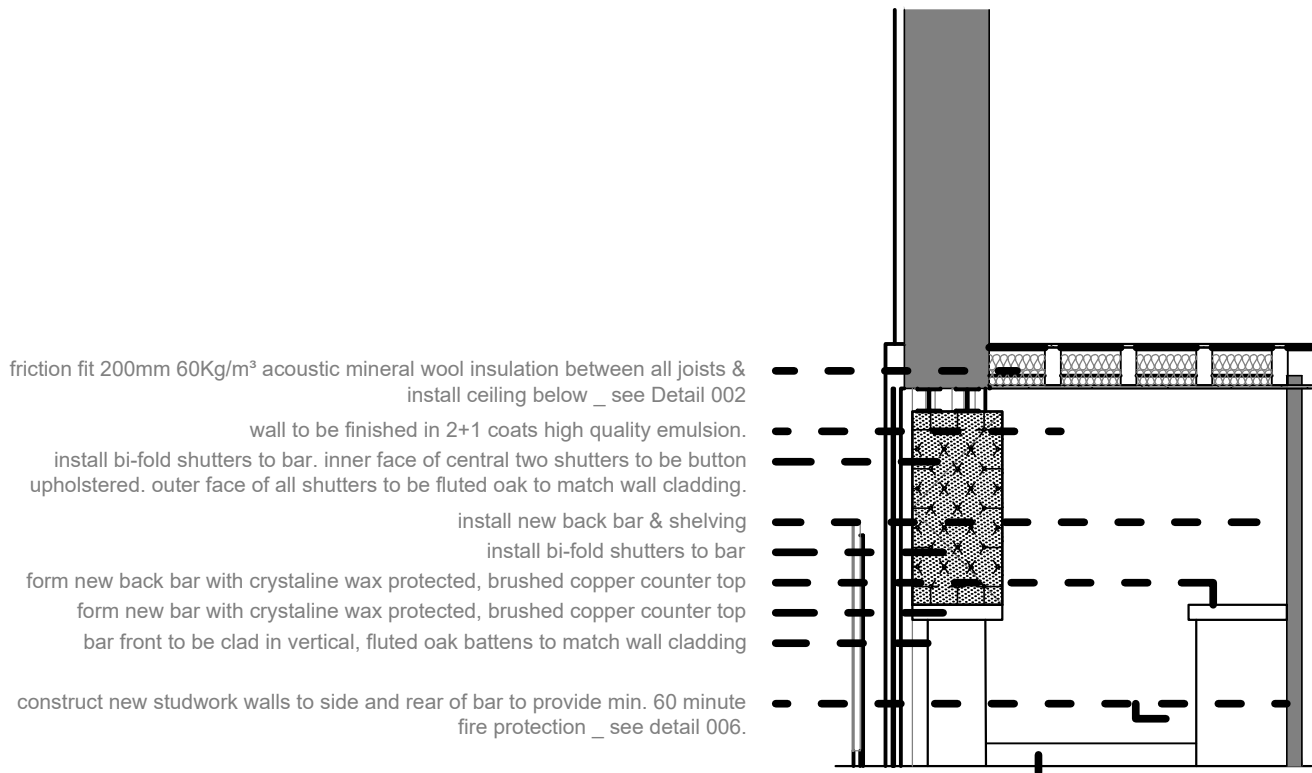 friction fit 200mm 60Kg/m³ acoustic mineral wool insulation between all joists &
install ceiling below _ see Detail 002
wall to be finished in 2+1 coats high quality emulsion.
install bi-fold shutters to bar. inner face of central two shutters to be button
upholstered. outer face of all shutters to be fluted oak to match wall cladding.
install new back bar & shelving
install bi-fold shutters to bar
form new back bar with crystaline wax protected, brushed copper counter top
form new bar with crystaline wax protected, brushed copper counter top
bar front to be clad in vertical, fluted oak battens to match wall cladding
construct new studwork walls to side and rear of bar to provide min. 60 minute
fire protection _ see detail 006.